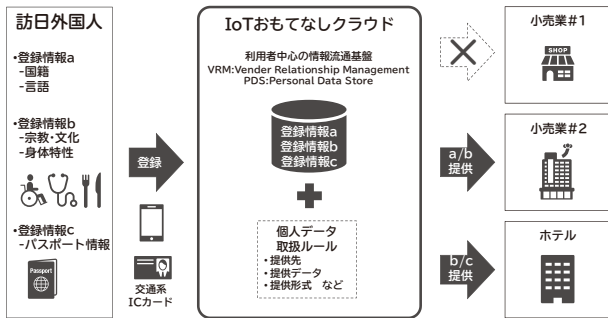 訪日外国人
•登録情報a
-国籍
-言語
•登録情報b
-宗教・文化
-身体特性
•登録情報c
-パスポート情報
Passport
登録
交通系
ICカード
IoTおもてなしクラウド
利用者中心の情報流通基盤
VRM:Vender Relationship Management
PDS:Personal Data Store
登録情報a
登録情報b
登録情報c
個人データ
取扱ルール
•提供先
•提供データ
•提供形式 など
a/b
提供
b/c
提供
小売業#1
SHOP
小売業#2
ホテル